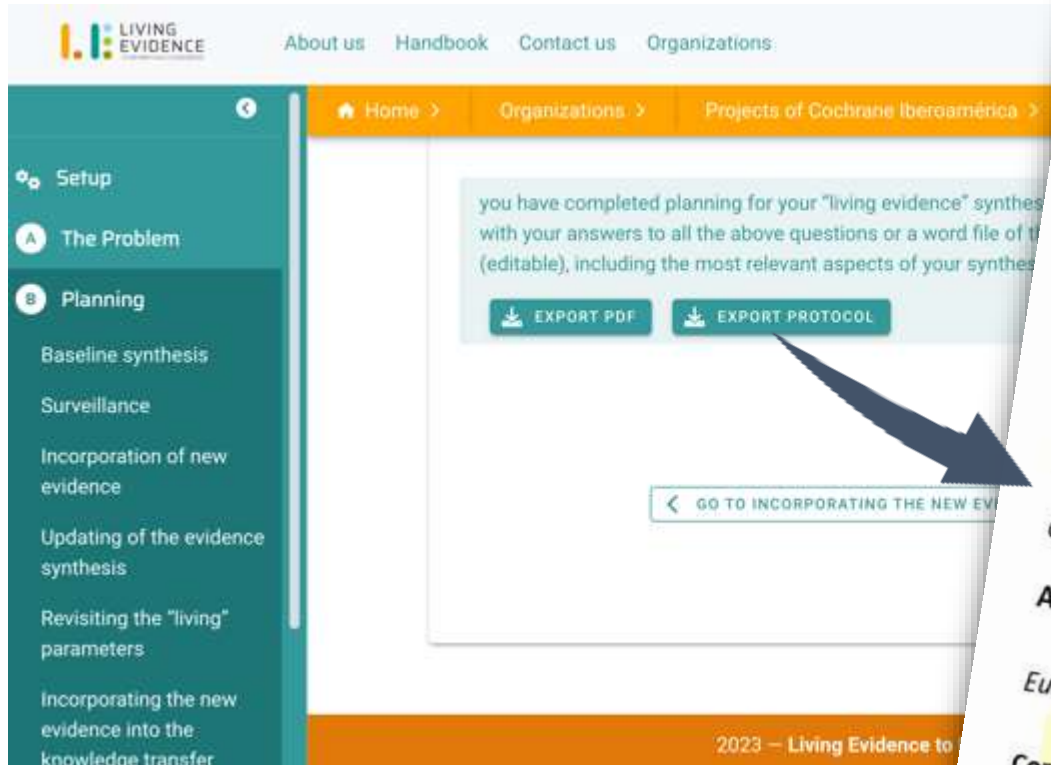 LIVING
EVIDENCE
About us Handbook Contact us Organizations
Home > Organizations > Projects of Cochrane Iberoamérica >
Setup
A The Problem
B Planning
Baseline synthesis
Surveillance
Incorporation of new
evidence
Updating of the evidence
synthesis
Revisiting the "living"
parameters
Incorporating the new
evidence into the
knowledge transfer
you have completed planning for your "living evidence" synthes
with your answers to all the above questions or a word file of t
(editable), including the most relevant aspects of your synthes
EXPORT PDF EXPORT PROTOCOL
GO TO INCORPORATING THE NEW EV
2023 — Living Evidence to
A
Eu